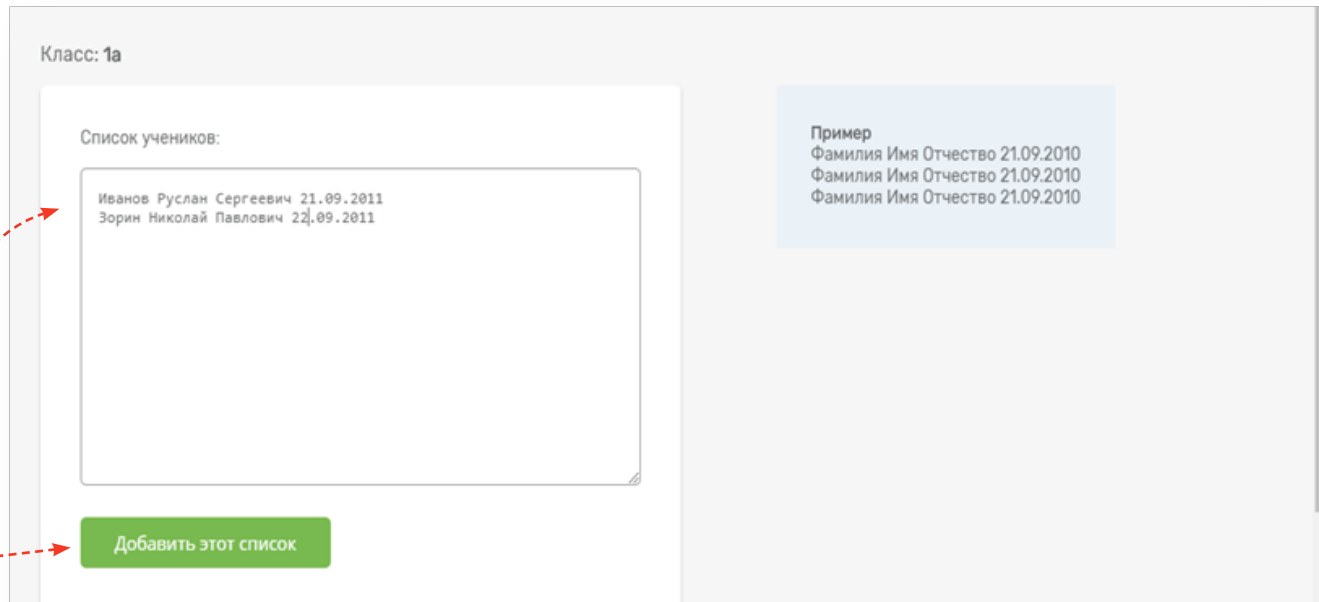 Класс: 1а
Список учеников:
Иванов Руслан Сергеевич 21.09.2011
Зорин Николай Павлович 22.09.2011
Добавить этот список
Пример
Фамилия Имя Отчество 21.09.2010
Фамилия Имя Отчество 21.09.2010
Фамилия Имя Отчество 21.09.2010